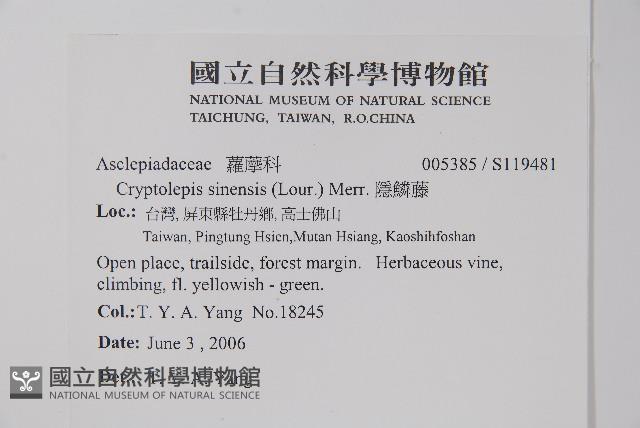 國立自然科學博物館
NATIONAL MUSEUM OF NATURAL SCIENCE
TAICHUNG, TAIWAN, R.O.CHINA
Asclepiadaceae 蘿藦科 005385 / S119481
Cryptolepis sinensis (Lour.) Merr. 隱鱗藤
Loc.: 台灣, 屏東縣牡丹鄉, 高士佛山
Taiwan, Pingtung Hsien,Mutan Hsiang, Kaoshihfoshan
Open place, trailside, forest margin. Herbaceous vine,
climbing, fl. yellowish - green.
Col.: T. Y. A. Yang No.18245
Date: June 3 , 2006
國立自然科學博物館
NATIONAL MUSEUM OF NATURAL SCIENCE